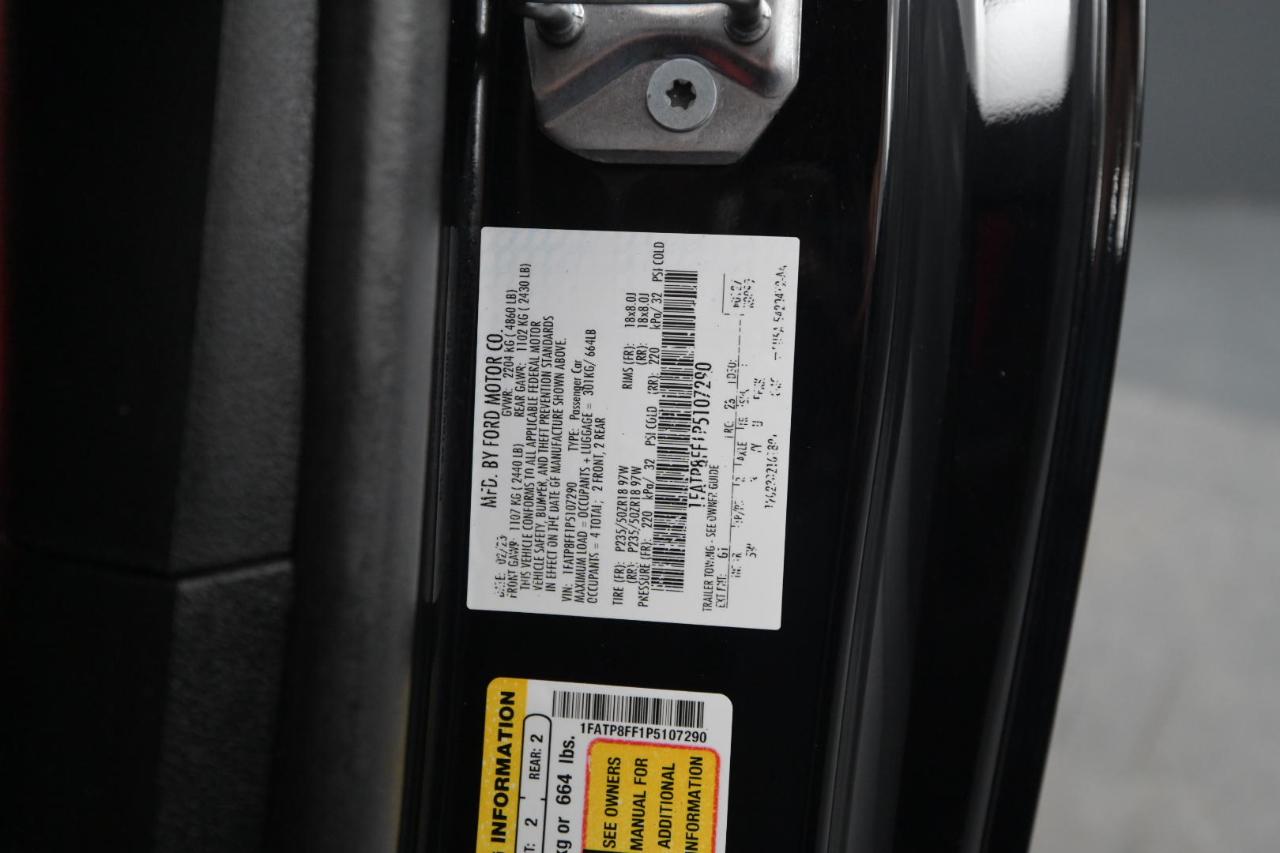 MFD. BY FORD MOTOR CO.
DATE: 02/23 GVWR: 2204 KG ( 4860 LB)
FRONT GAWR: 1107 KG ( 2440 LB) REAR GAWR: 1102 KG ( 2430 LB)
THIS VEHICLE CONFORMS TO ALL APPLICABLE FEDERAL MOTOR
VEHICLE SAFETY, BUMPER, AND THEFT PREVENTION STANDARDS
IN EFFECT ON THE DATE OF MANUFACTURE SHOWN ABOVE.
VIN: 1FATP8FF1P5107290 TYPE: Passenger Car
MAXIMUM LOAD = OCCUPANTS + LUGGAGE = 301KG/ 664LB
OCCUPANTS = 4 TOTAL; 2 FRONT, 2 REAR
TIRE (FR): P235/50ZR18 97W RIMS (FR): 18x8.0J
(RR): P235/50ZR18 97W (RR): 18x8.0J
PRESSURE (FR): 220 kPa/ 32 PSI COLD (RR): 220 kPa/ 32 PSI COLD
1FATP8FF1P5107290
TRAILER TOWING - SEE OWNER GUIDE
EXT PNT: G1
INFORMATION
REAR: 2
T: 2
kg or 664 lbs.
1FATP8FF1P5107290
SEE OWNERS
MANUAL FOR
ADDITIONAL
INFORMATION